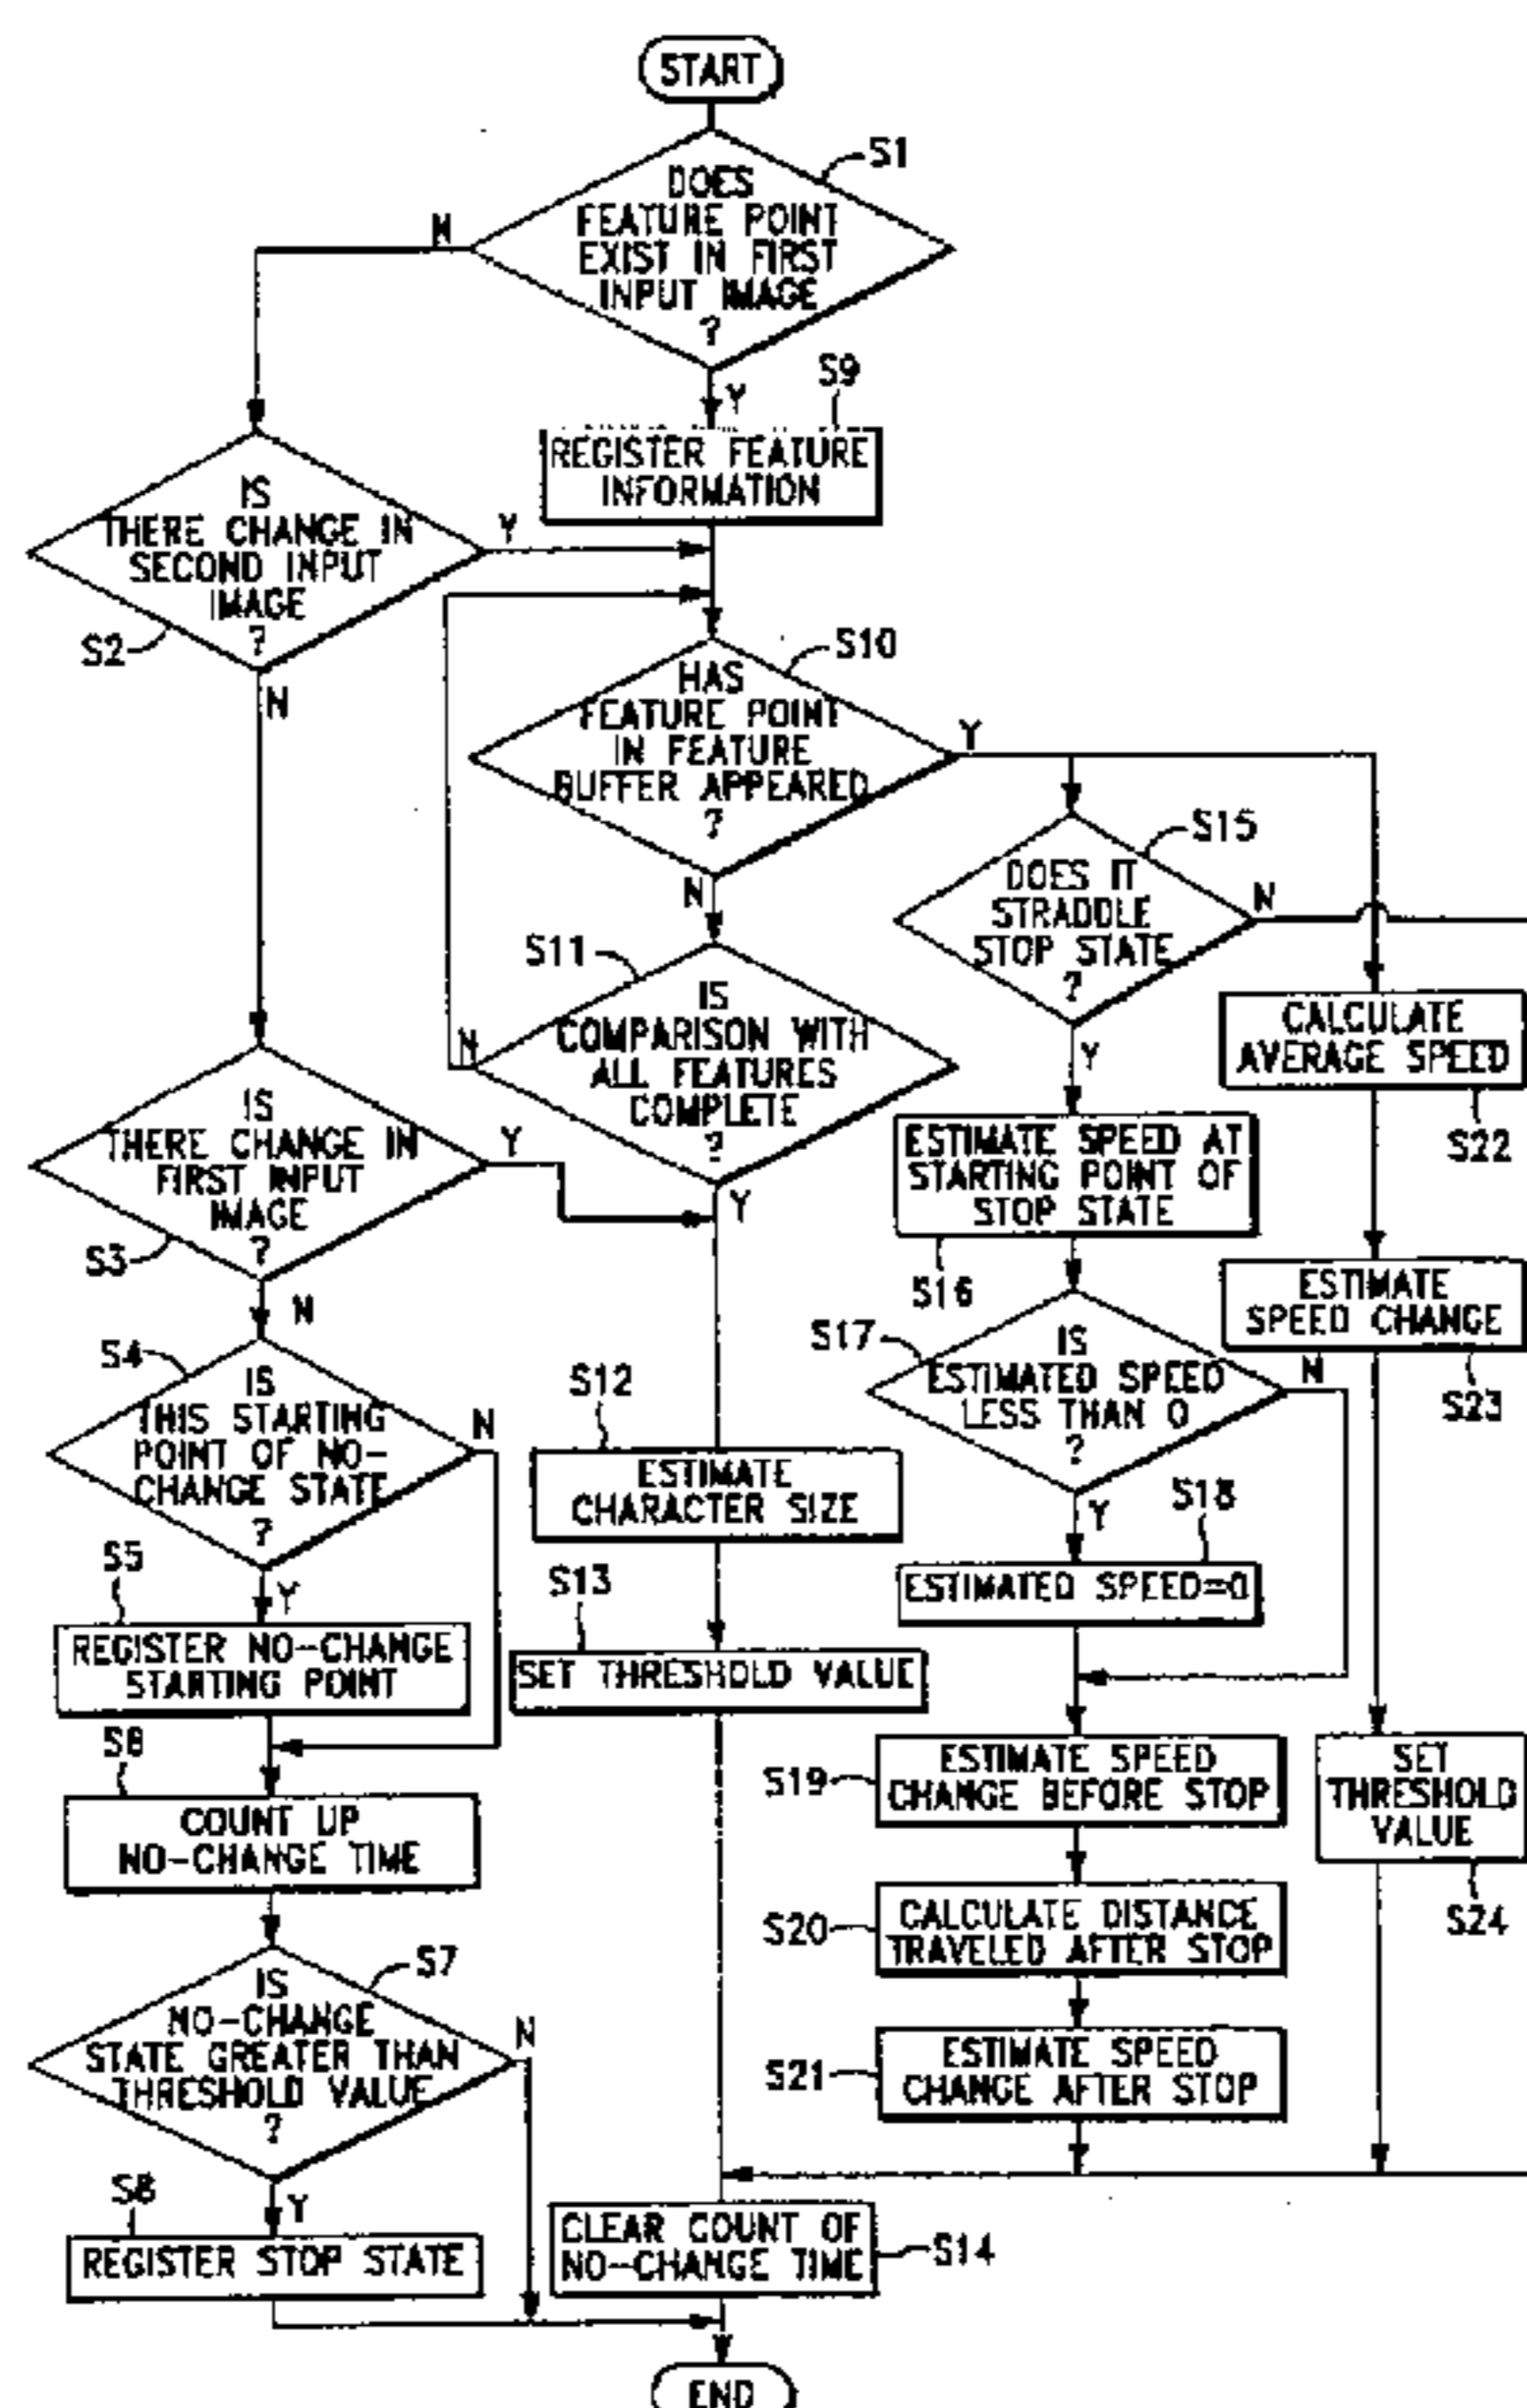 START
S1
DOES
FEATURE POINT
EXIST IN FIRST
INPUT IMAGE
?
N
Y
S9
REGISTER FEATURE
INFORMATION
IS
THERE CHANGE IN
SECOND INPUT
IMAGE
?
Y
S2
N
S10
HAS
FEATURE POINT
IN FEATURE
BUFFER APPEARED
?
Y
N
S15
DOES IT
STRADDLE
STOP STATE
?
N
Y
S11
IS
COMPARISON WITH
ALL FEATURES
COMPLETE
?
N
Y
CALCULATE
AVERAGE SPEED
S22
IS
THERE CHANGE IN
FIRST INPUT
IMAGE
?
Y
S3
N
ESTIMATE SPEED AT
STARTING POINT OF
STOP STATE
S16
ESTIMATE
SPEED CHANGE
S23
S4
IS
THIS STARTING
POINT OF NO-
CHANGE STATE
?
N
Y
S17
IS
ESTIMATED SPEED
LESS THAN 0
?
N
Y
S12
ESTIMATE
CHARACTER SIZE
S18
ESTIMATED SPEED=0
S5
REGISTER NO-CHANGE
STARTING POINT
S13
SET THRESHOLD VALUE
S6
COUNT UP
NO-CHANGE TIME
S19
ESTIMATE SPEED
CHANGE BEFORE STOP
SET
THRESHOLD
VALUE
S24
S20
CALCULATE DISTANCE
TRAVELED AFTER STOP
S7
IS
NO-CHANGE
STATE GREATER THAN
THRESHOLD VALUE
?
N
Y
S21
ESTIMATE SPEED
CHANGE AFTER STOP
S8
REGISTER STOP STATE
CLEAR COUNT OF
NO-CHANGE TIME
S14
END